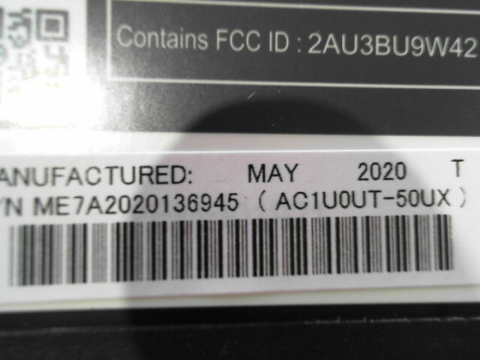 Contains FCC ID : 2AU3BU9W42
ANUFACTURED: MAY 2020 T
/N ME7A2020136945 ( AC1U0UT-50UX )